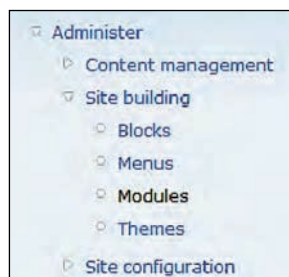 Administer
Content management
Site building
Blocks
Menus
Modules
Themes
Site configuration